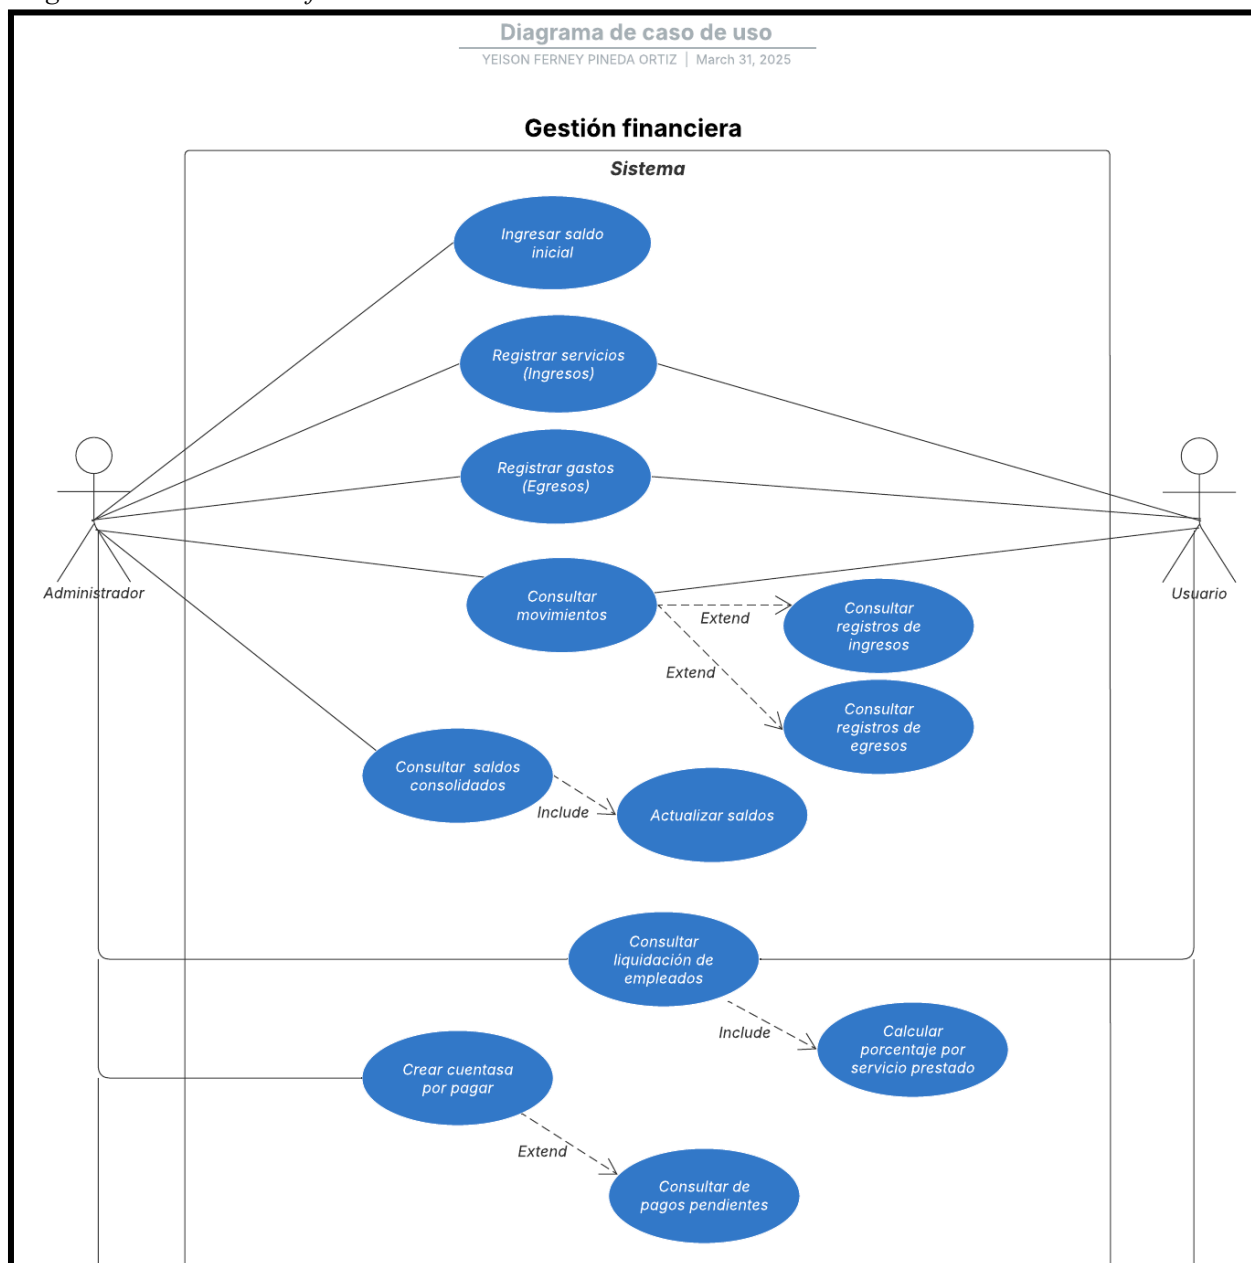 Diagrama de caso de uso
YEISON FERNEY PINEDA ORTIZ | March 31, 2025
Gestión financiera
Sistema
Ingresar saldo
inicial
Registrar servicios
(Ingresos)
Registrar gastos
(Egresos)
Administrador
Usuario
Consultar
movimientos
Extend
Consultar
registros de
ingresos
Extend
Consultar
registros de
egresos
Consultar saldos
consolidados
Include
Actualizar saldos
Consultar
liquidación de
empleados
Include
Calcular
porcentaje por
servicio prestado
Crear cuentasa
por pagar
Extend
Consultar de
pagos pendientes